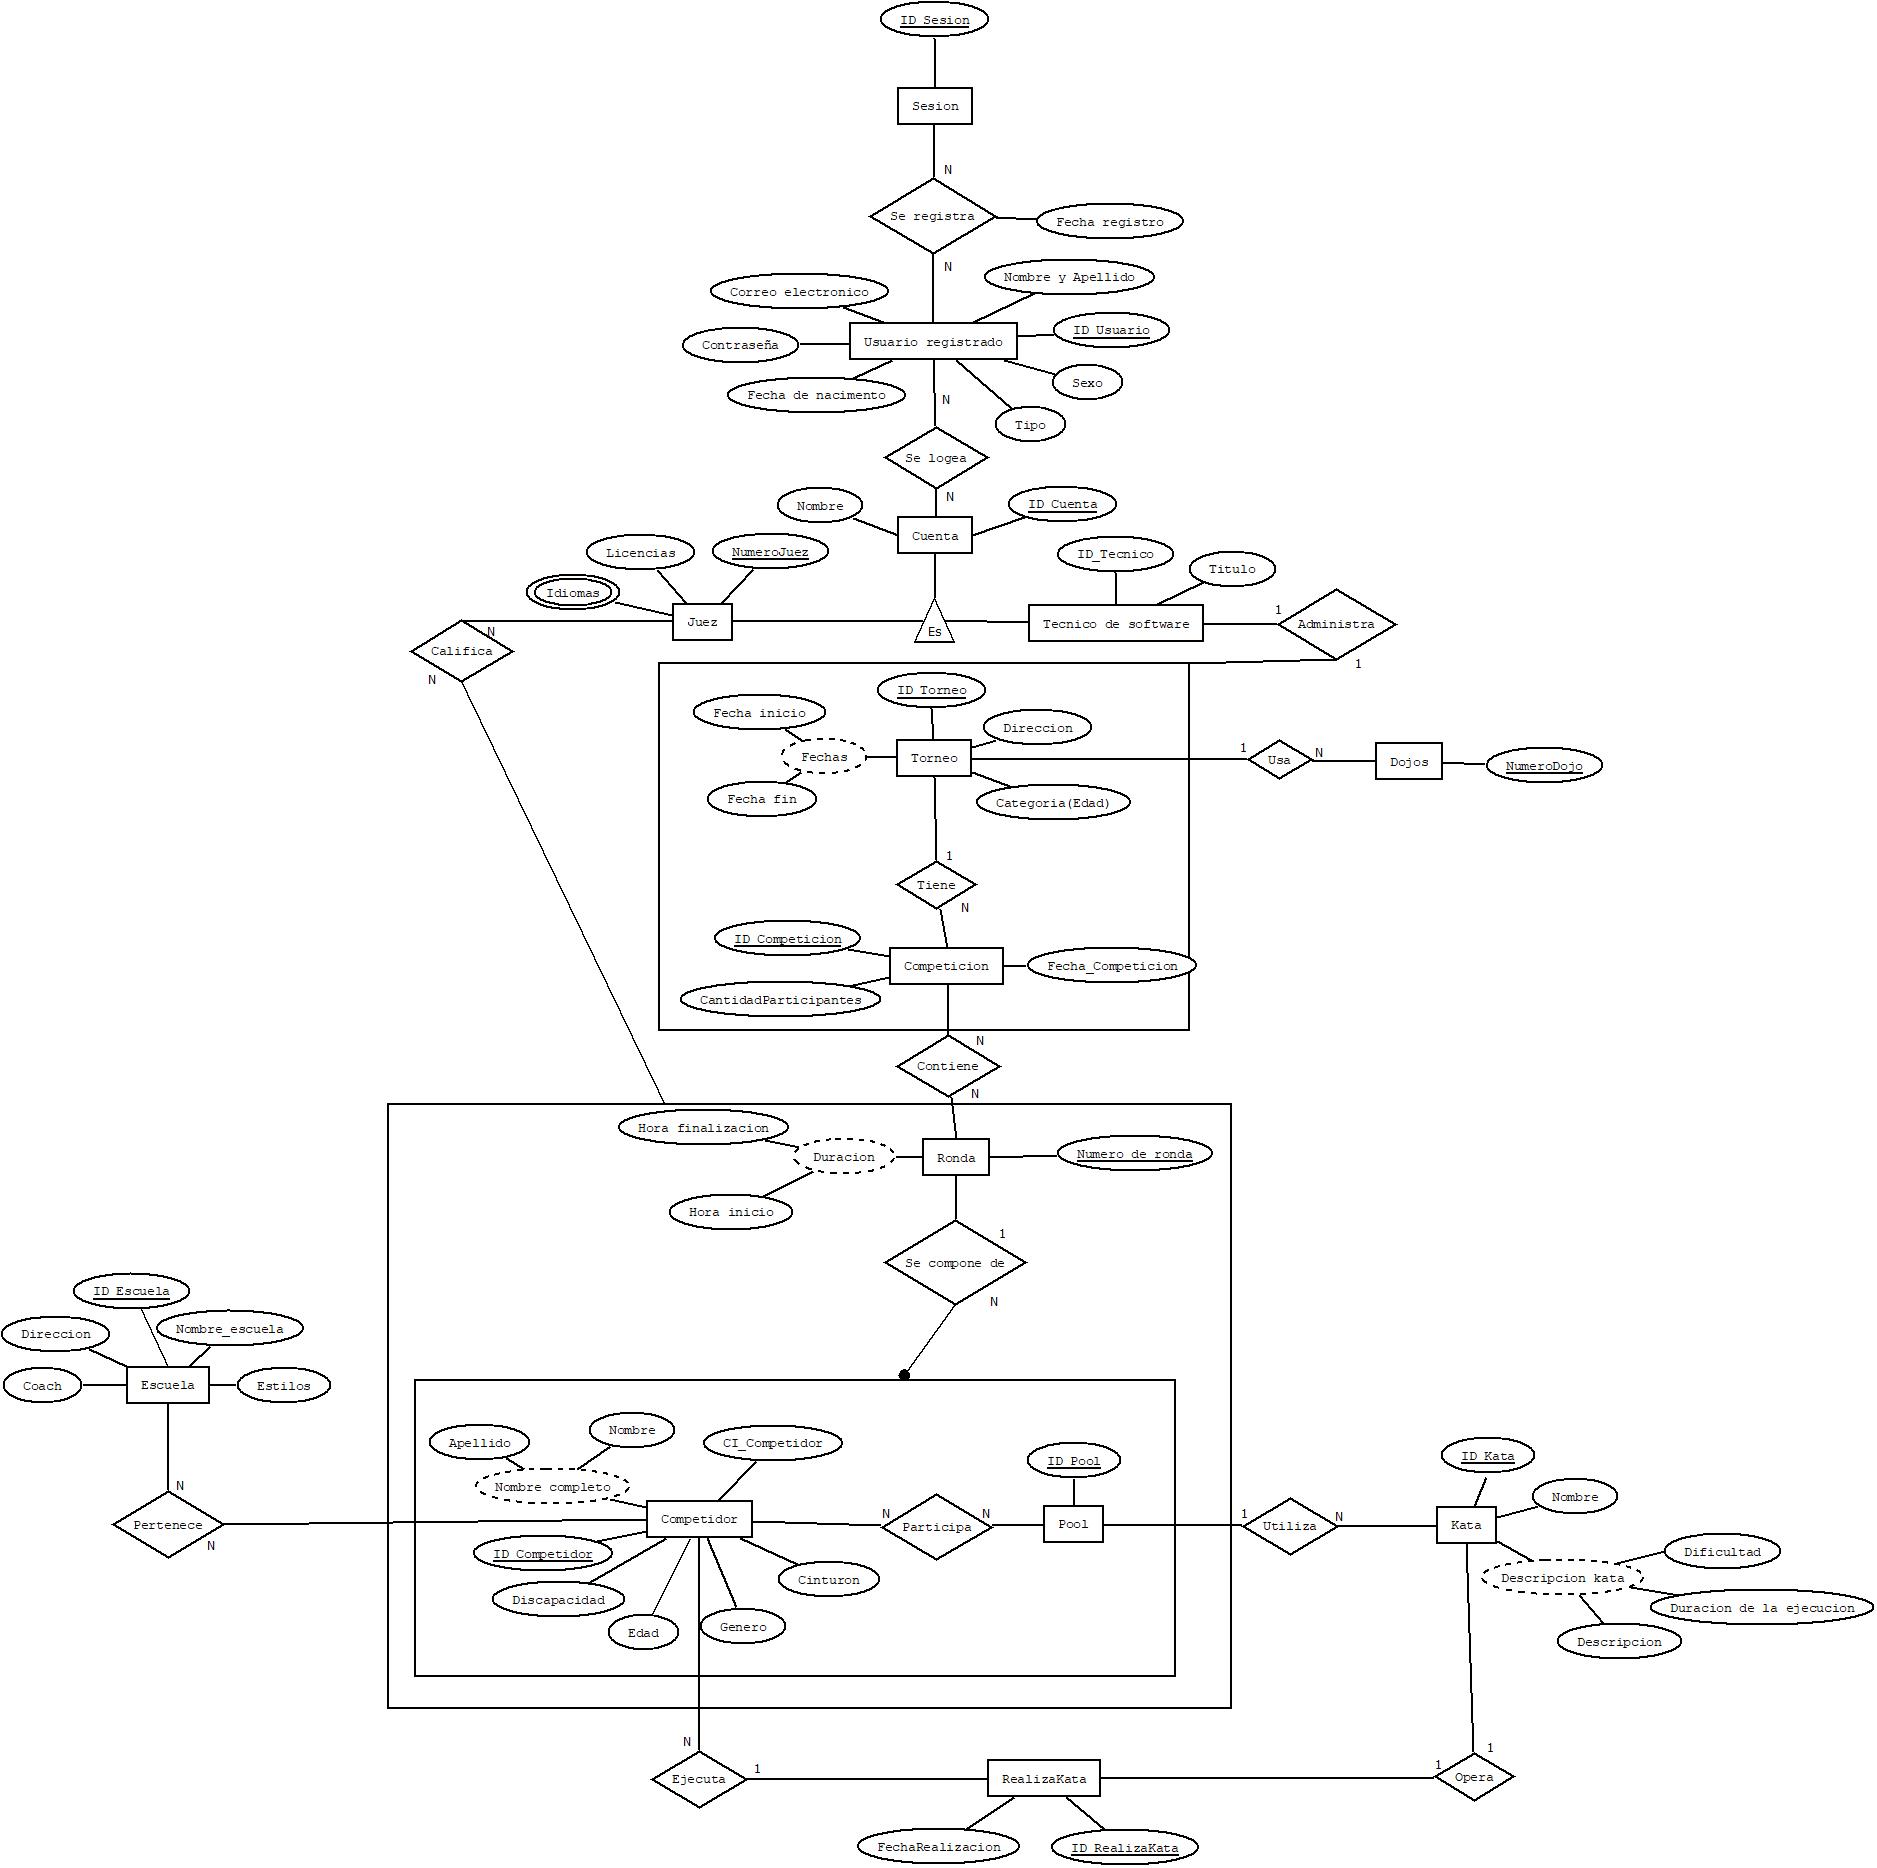 ID Sesion
Sesion
N
Se registra
Fecha registro
N
Correo electronico
Nombre y Apellido
Contraseña
Usuario registrado
ID Usuario
Fecha de nacimento
Sexo
Tipo
N
Se logea
N
Nombre
ID Cuenta
Cuenta
Licencias
NumeroJuez
Idiomas
Juez
Es
ID_Tecnico
Titulo
Tecnico de software
1
Administra
1
N
Califica
N
ID Torneo
Fecha inicio
Direccion
Fechas
Torneo
Fecha fin
Categoria(Edad)
1
Usa
N
Dojos
NumeroDojo
1
Tiene
N
ID Competicion
Competicion
Fecha_Competicion
CantidadParticipantes
N
Contiene
N
Hora finalizacion
Duracion
Ronda
Numero de ronda
Hora inicio
1
Se compone de
N
ID Escuela
Direccion
Nombre_escuela
Coach
Escuela
Estilos
N
Pertenece
N
Apellido
Nombre
CI_Competidor
Nombre completo
Competidor
ID Competidor
Discapacidad
Edad
Genero
Cinturon
N
Participa
N
ID Pool
Pool
1
Utiliza
N
ID Kata
Nombre
Kata
Dificultad
Descripcion kata
Duracion de la ejecucion
Descripcion
N
Ejecuta
1
RealizaKata
1
Opera
1
FechaRealizacion
ID RealizaKata